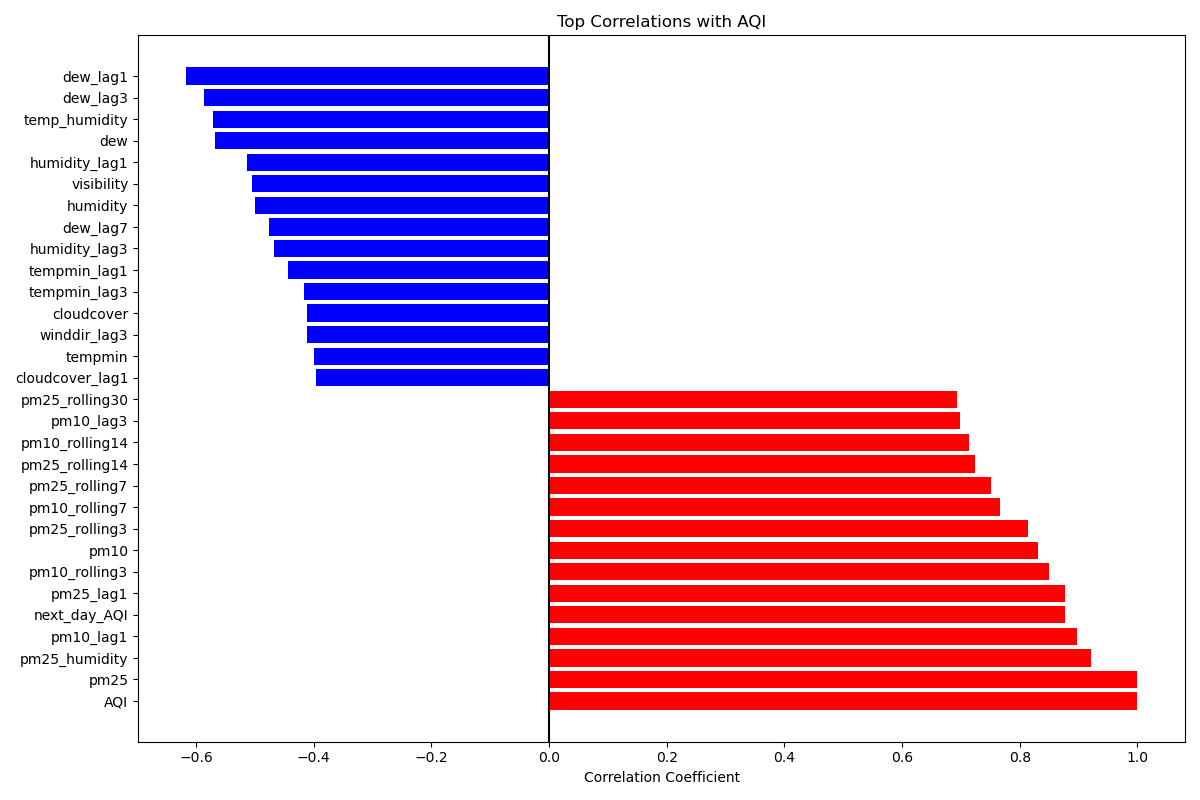 Top Correlations with AQI
dew_lag1
dew_lag3
temp_humidity
dew
humidity_lag1
visibility
humidity
dew_lag7
humidity_lag3
tempmin_lag1
tempmin_lag3
cloudcover
winddir_lag3
tempmin
cloudcover_lag1
pm25_rolling30
pm10_lag3
pm10_rolling14
pm25_rolling14
pm25_rolling7
pm10_rolling7
pm25_rolling3
pm10
pm10_rolling3
pm25_lag1
next_day_AQI
pm10_lag1
pm25_humidity
pm25
AQI
−0.6 −0.4 −0.2 0.0 0.2 0.4 0.6 0.8 1.0
Correlation Coefficient